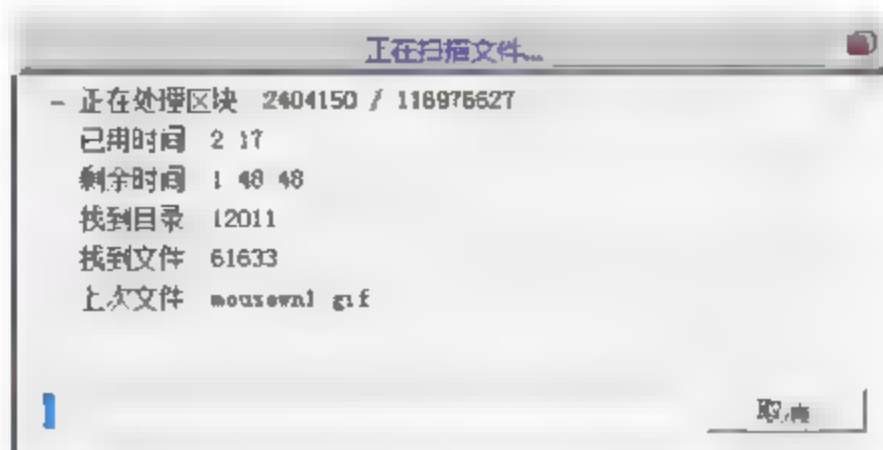 正在扫描文件...
- 正在处理区块 2404150 / 116976627
已用时间 2 17
剩余时间 1 48 48
找到目录 12011
找到文件 61633
上次文件 mousewnl gif
取消